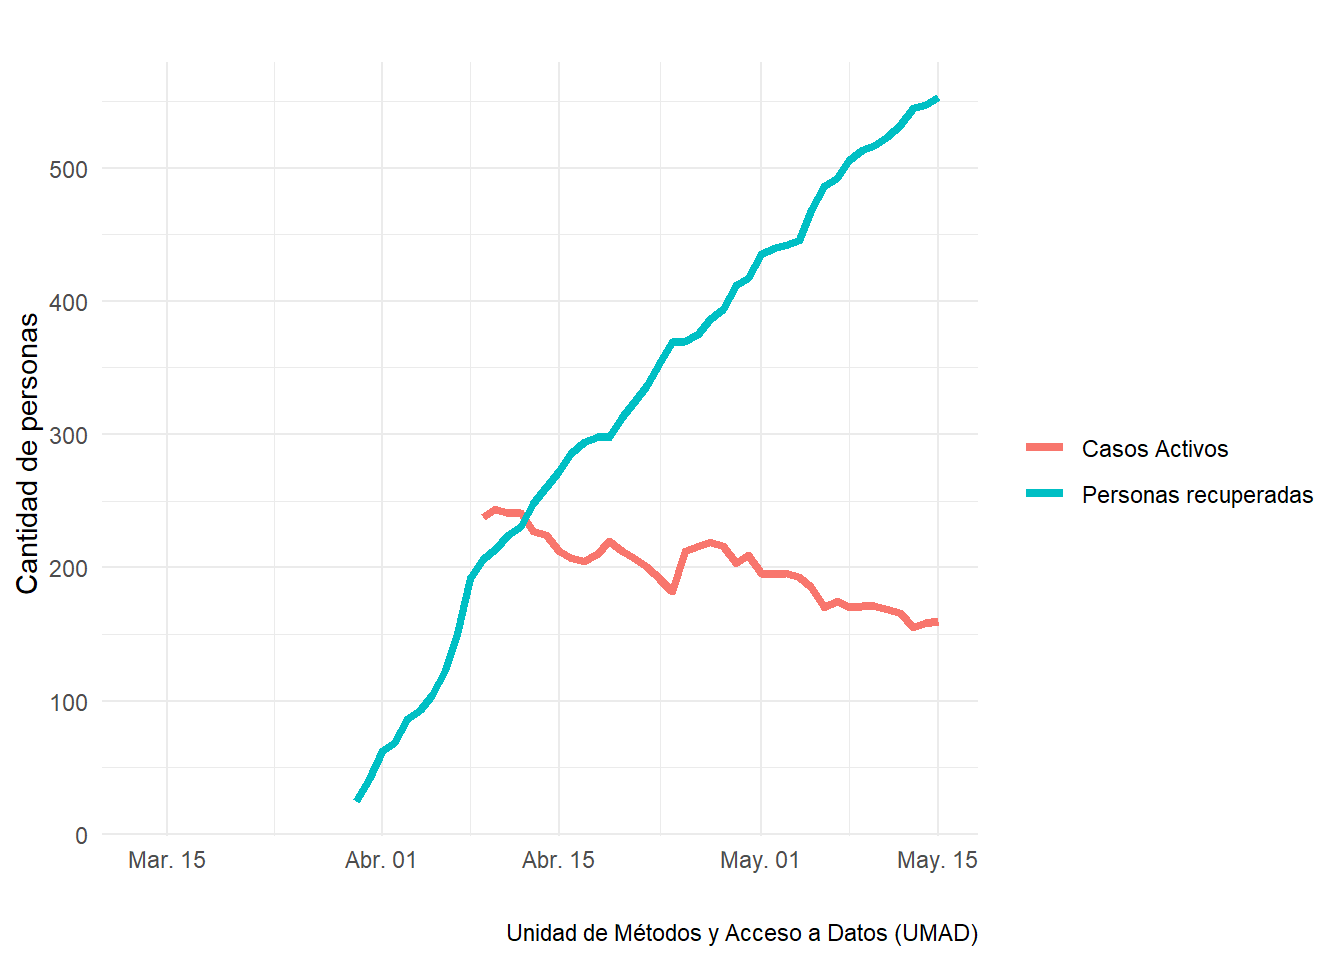 Cantidad de personas
500
400
300
200
100
0
Mar. 15
Abr. 01
Abr. 15
May. 01
May. 15
Casos Activos
Personas recuperadas
Unidad de Métodos y Acceso a Datos (UMAD)